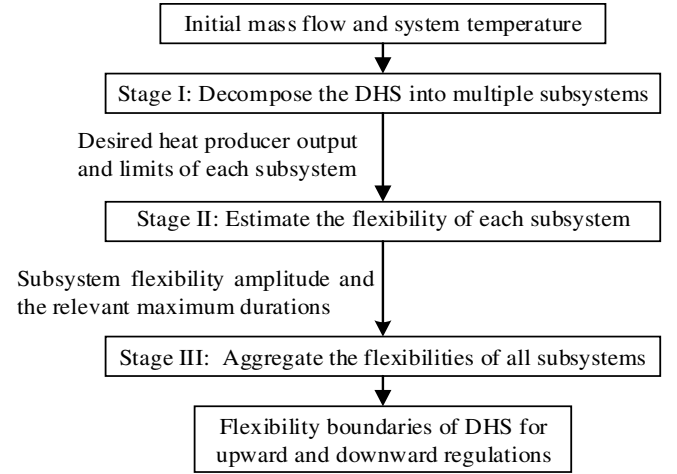 Initial mass flow and system temperature
Stage I: Decompose the DHS into multiple subsystems
Desired heat producer output
and limits of each subsystem
Stage II: Estimate the flexibility of each subsystem
Subsystem flexibility amplitude and
the relevant maximum durations
Stage III: Aggregate the flexibilities of all subsystems
Flexibility boundaries of DHS for
upward and downward regulations